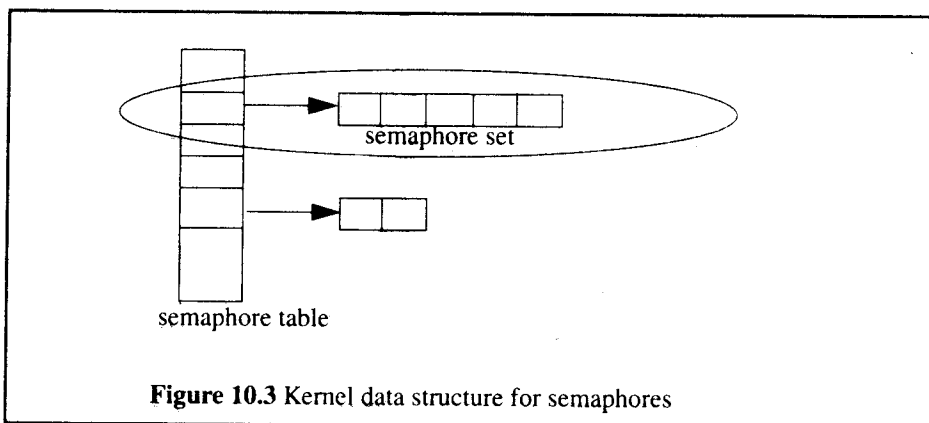 semaphore set
semaphore table
Figure 10.3 Kernel data structure for semaphores